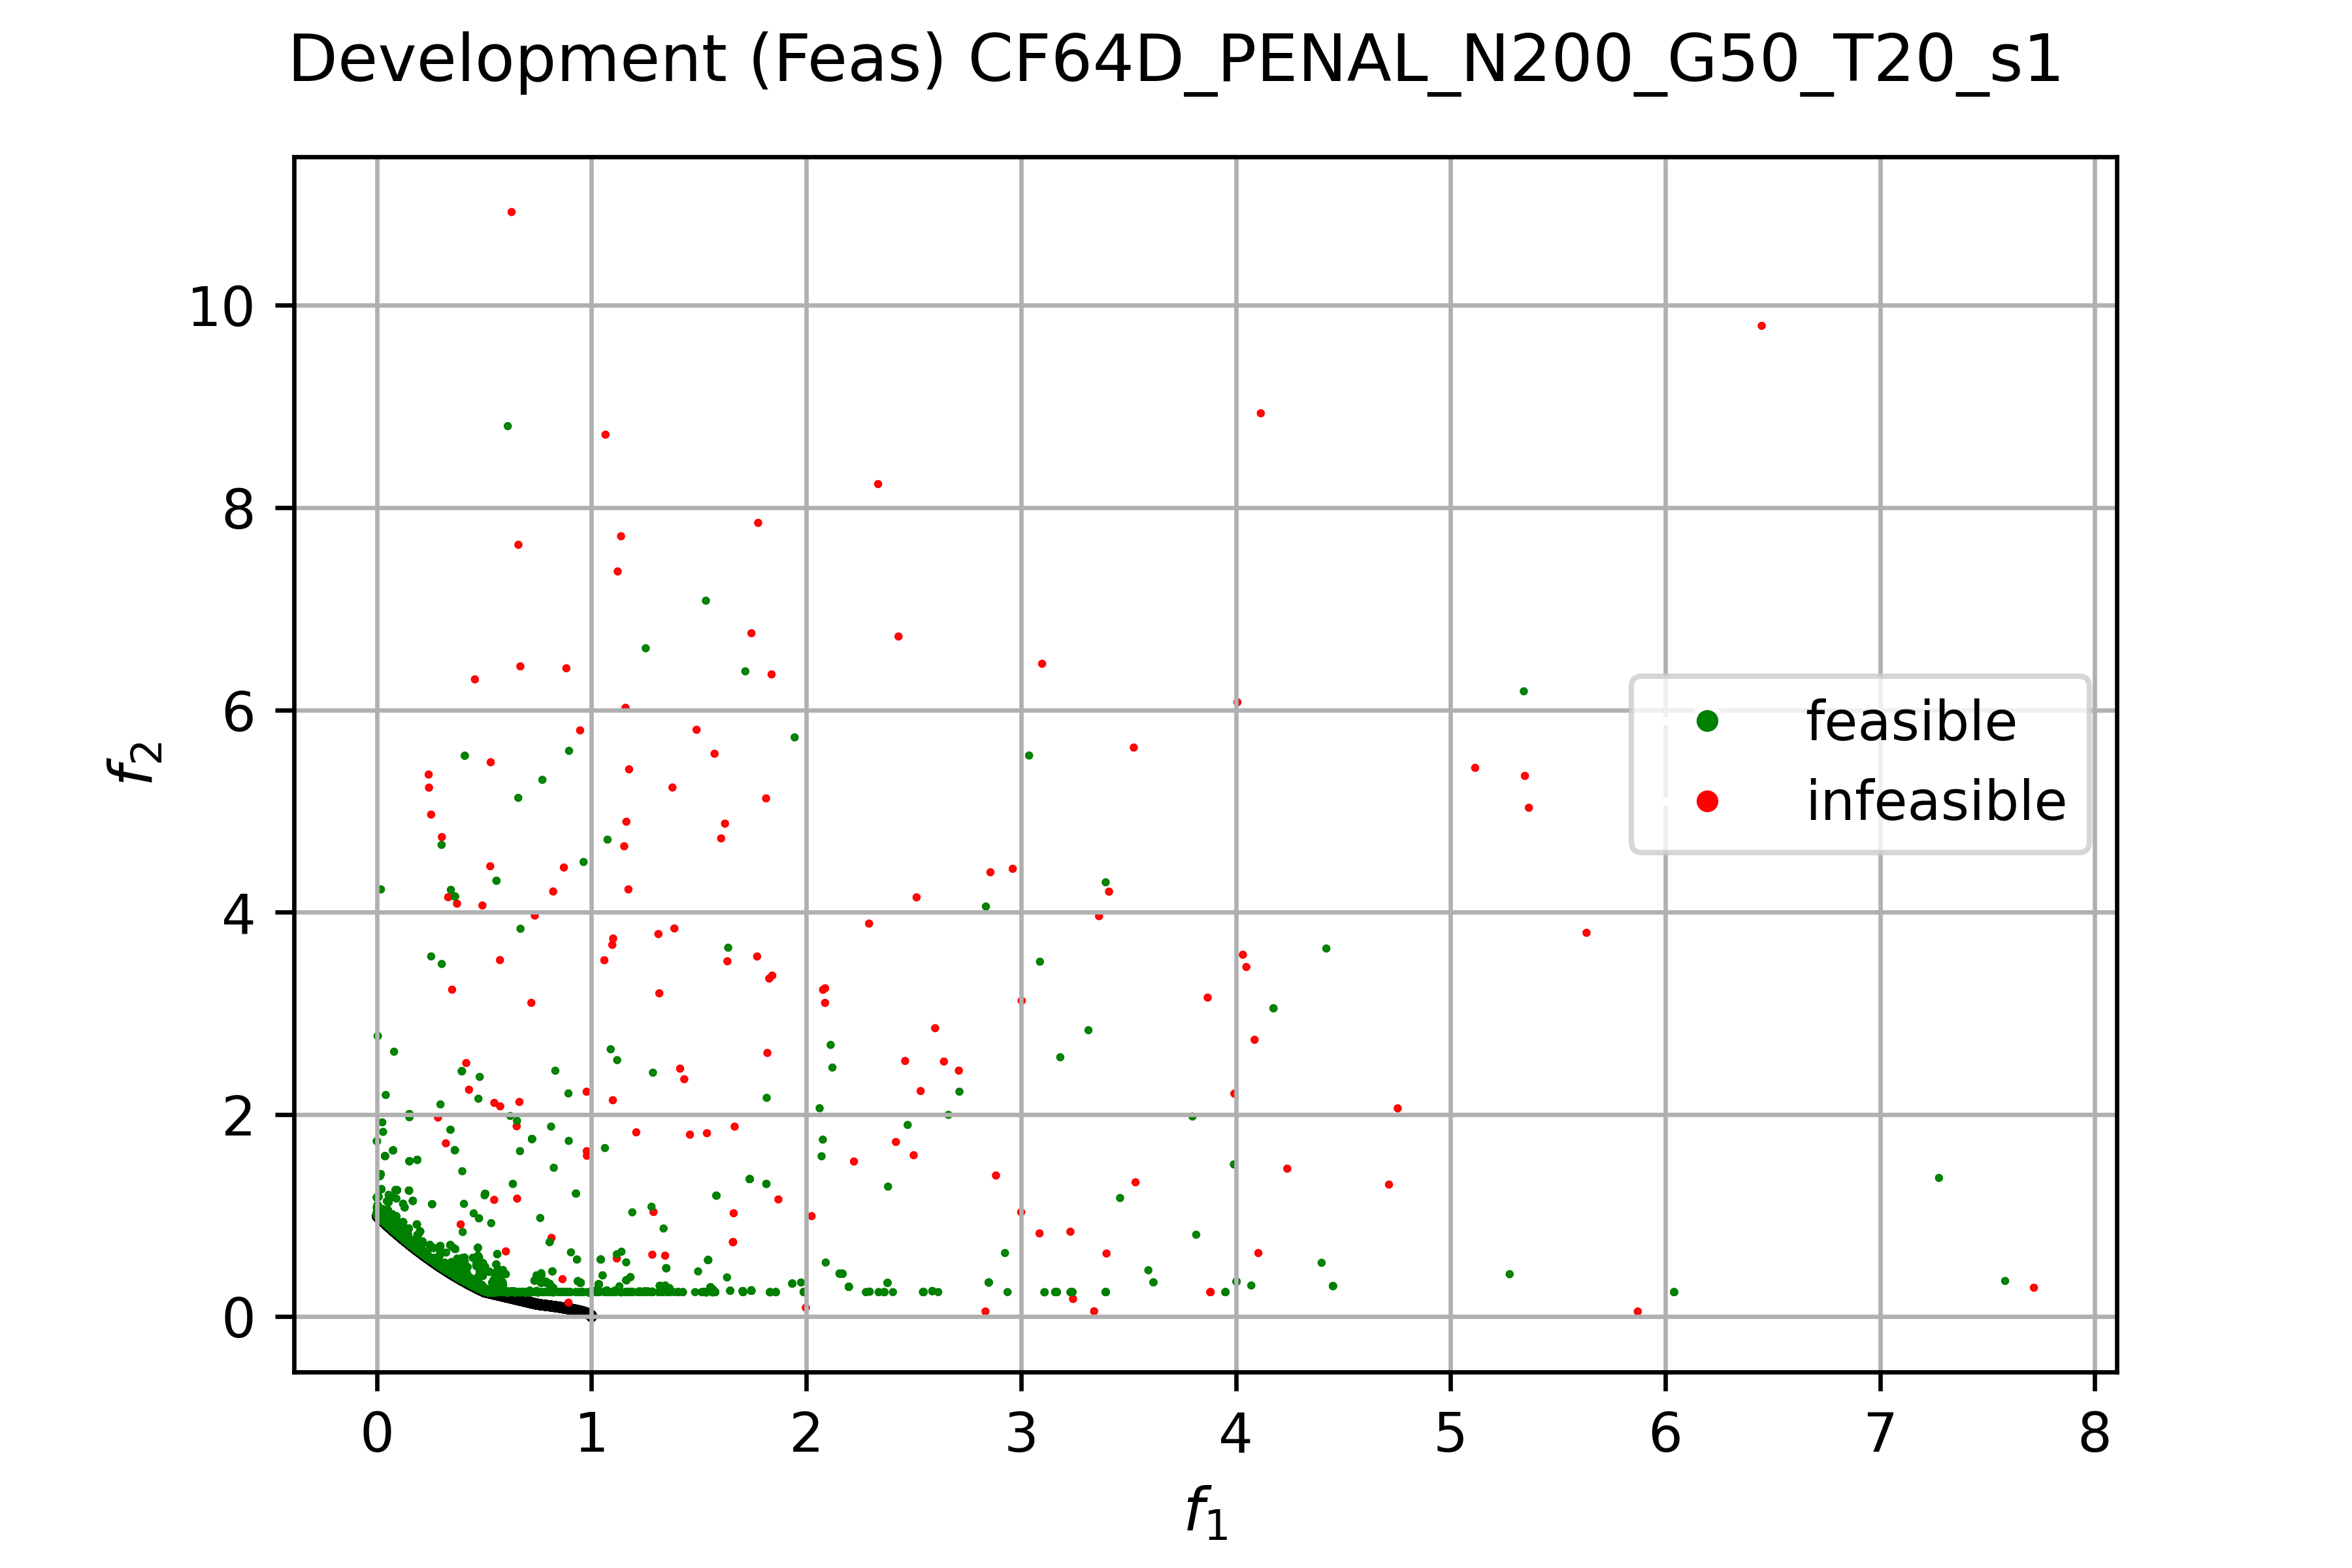 Development (Feas) CF64D_PENAL_N200_G50_T20_s1
10
8
6
4
2
0
f2
feasible
infeasible
0 1 2 3 4 5 6 7 8
f1